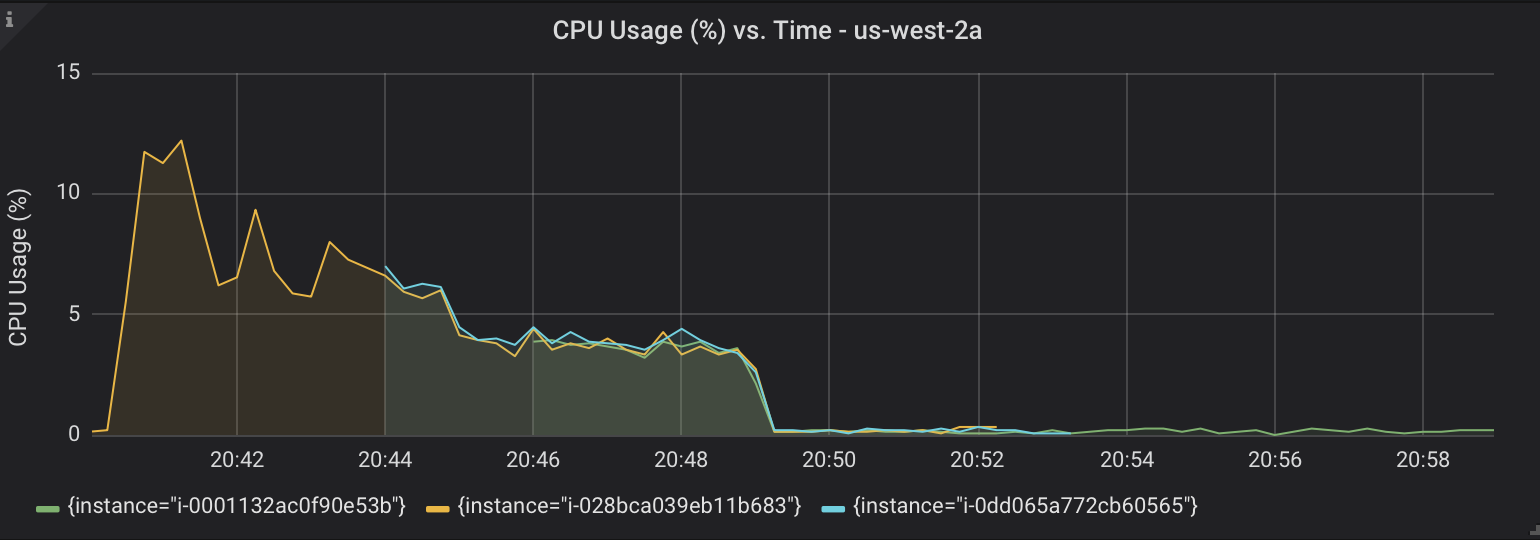 i
CPU Usage (%) vs. Time - us-west-2a
CPU Usage (%)
15
10
5
0
20:42 20:44 20:46 20:48 20:50 20:52 20:54 20:56 20:58
{instance="i-0001132ac0f90e53b"} {instance="i-028bca039eb11b683"} {instance="i-0dd065a772cb60565"}